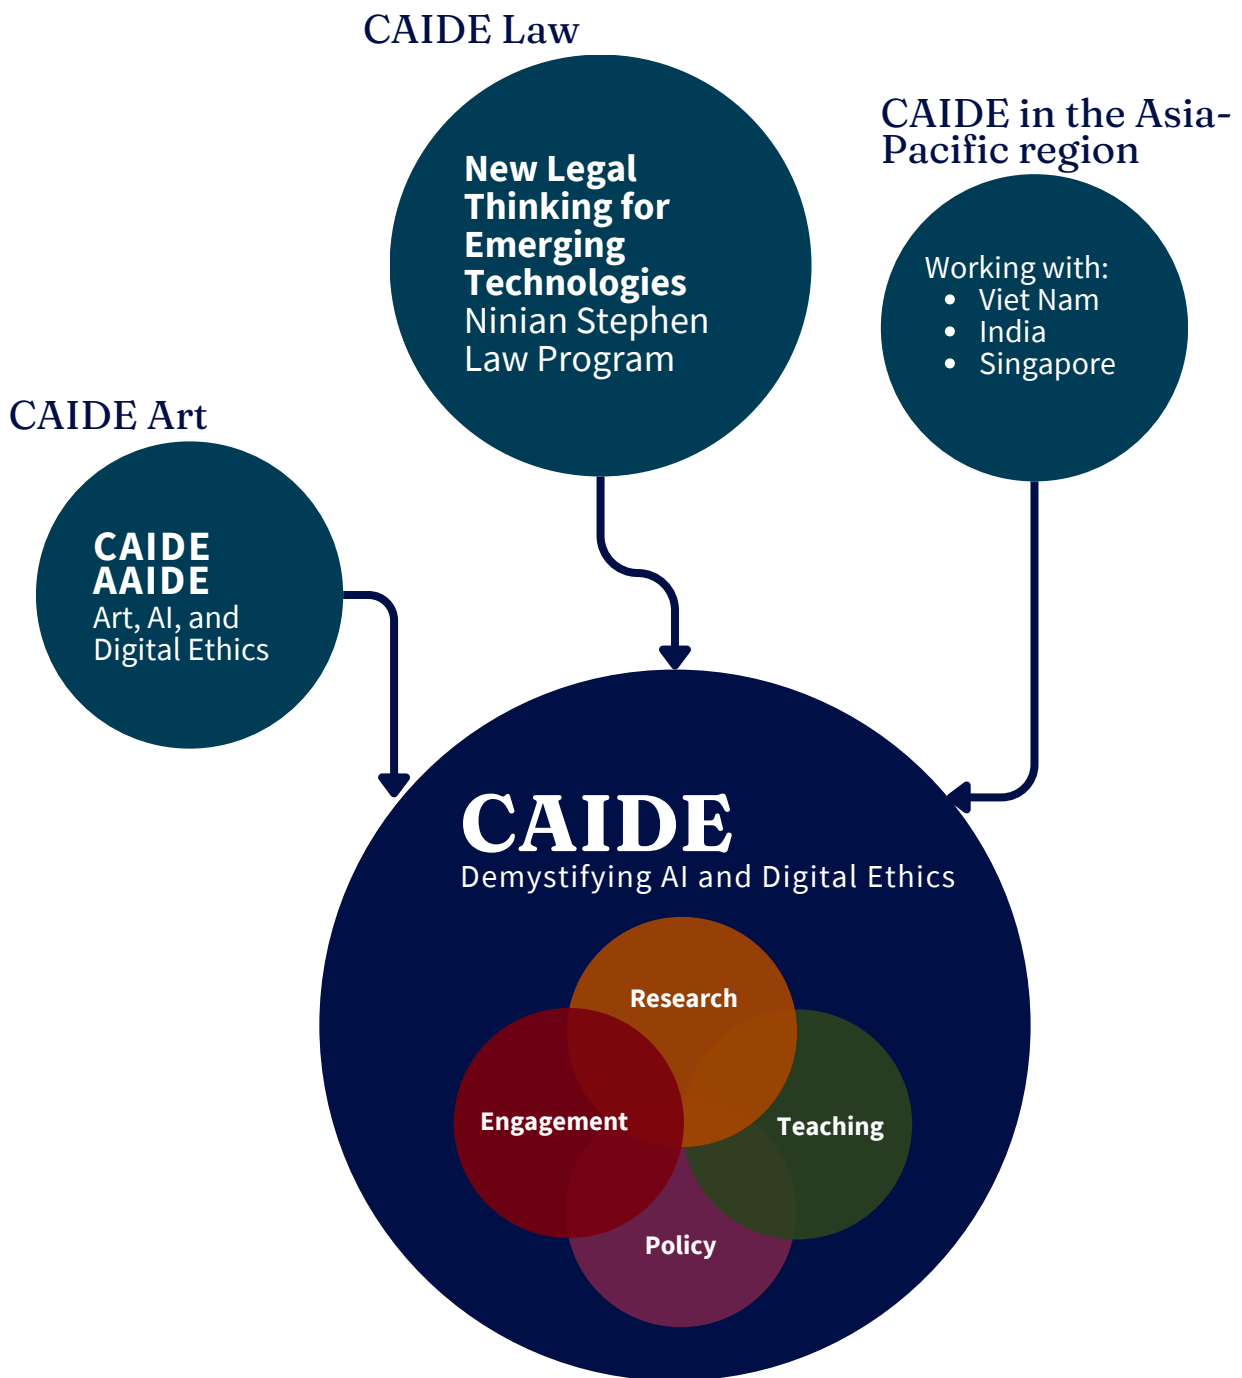 CAIDE Law
New Legal
Thinking for
Emerging
Technologies
Ninian Stephen
Law Program
CAIDE in the Asia-
Pacific region
Working with:
• Viet Nam
• India
• Singapore
CAIDE Art
CAIDE
AAIDE
Art, AI, and
Digital Ethics
CAIDE
Demystifying AI and Digital Ethics
Research
Engagement
Teaching
Policy